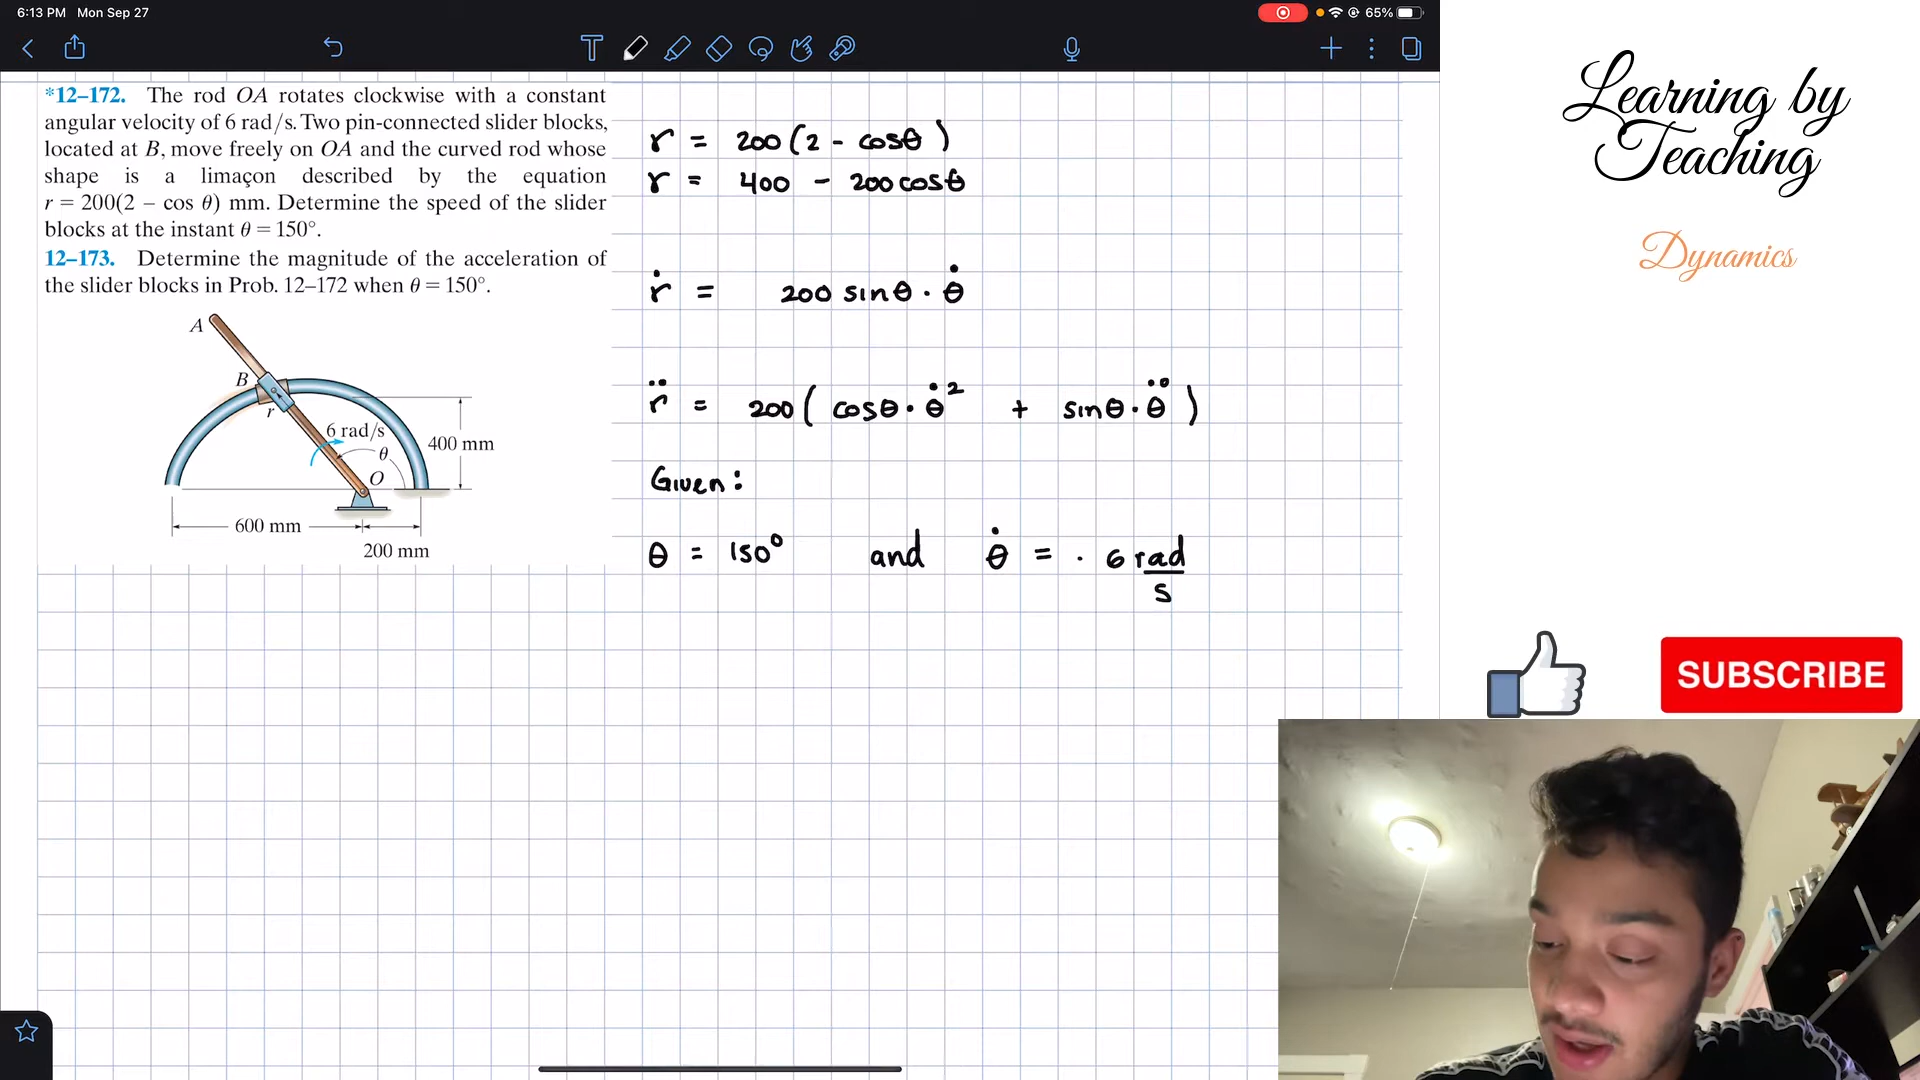 6:13 PM Mon Sep 27
65%
*12–172. The rod OA rotates clockwise with a constant
angular velocity of 6 rad/s. Two pin-connected slider blocks,
located at B, move freely on OA and the curved rod whose
shape is a limaçon described by the equation
r = 200(2 – cos θ) mm. Determine the speed of the slider
blocks at the instant θ = 150°.
12–173. Determine the magnitude of the acceleration of
the slider blocks in Prob. 12–172 when θ = 150°.
A
B
r
6 rad/s
θ
O
400 mm
600 mm
200 mm
r = 200(2 - cosθ)
r = 400 - 200cosθ
ṙ = 200 sinθ · θ̇
r̈ = 200( cosθ · θ̇² + sinθ · θ̈ )
Given:
θ = 150° and θ̇ = · 6 rad/s
Learning by
Teaching
Dynamics
SUBSCRIBE